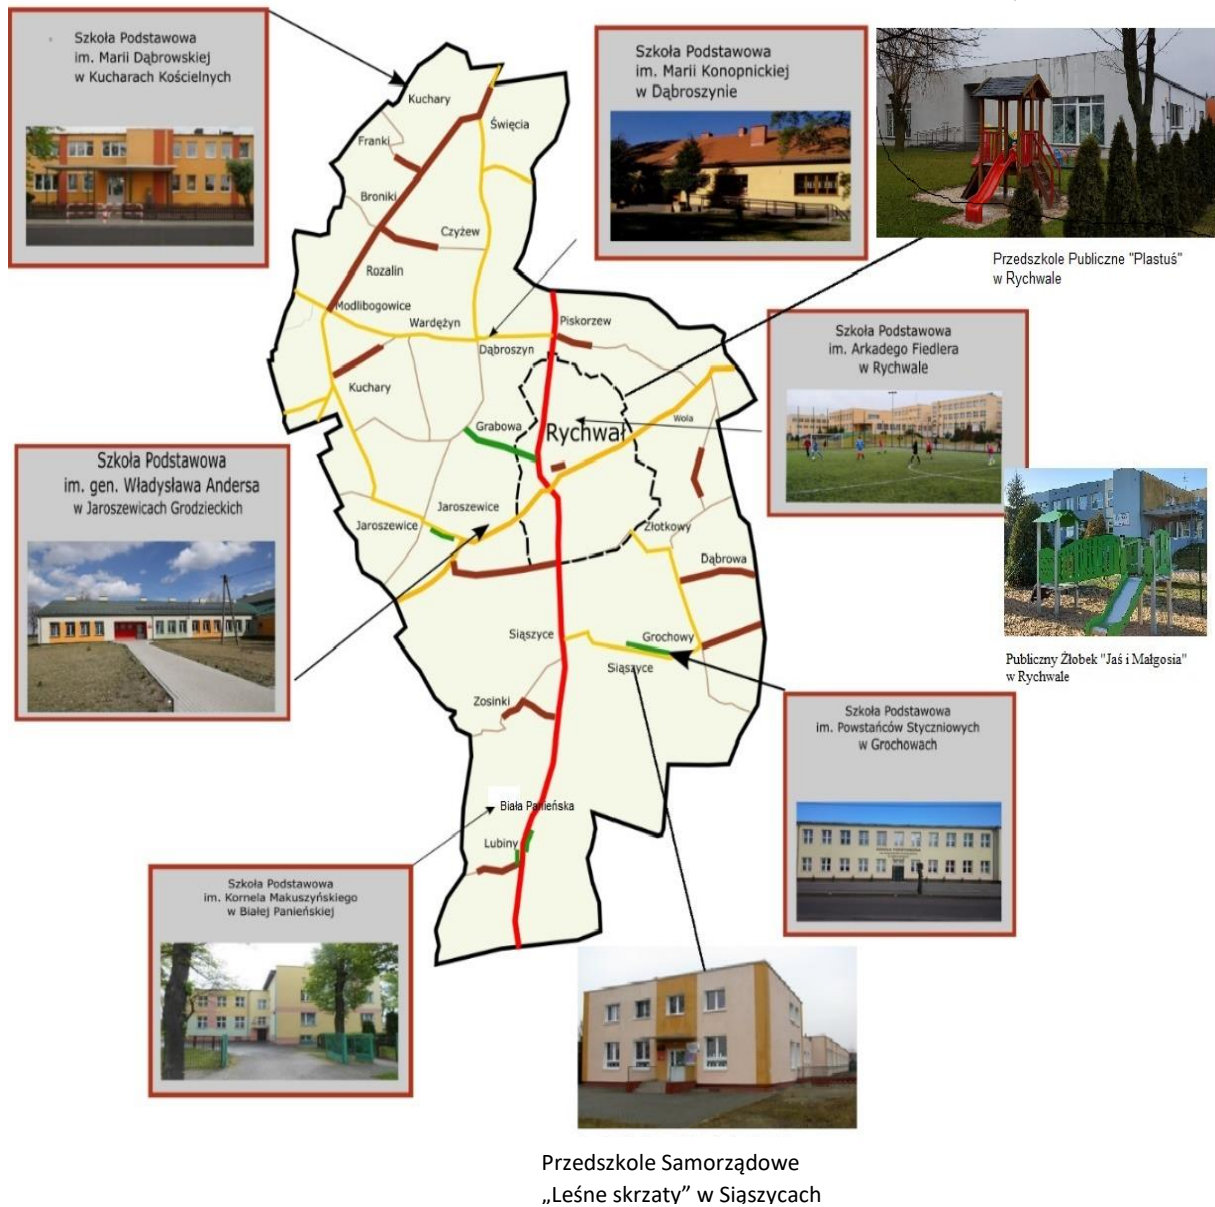 Szkoła Podstawowa
im. Marii Dąbrowskiej
w Kucharach Kościelnych
Szkoła Podstawowa
im. Marii Konopnickiej
w Dąbroszynie
Przedszkole Publiczne "Plastuś"
w Rychwale
Kuchary
Święcia
Franki
Broniki
Czyżew
Rozalin
Modlibogowice
Wardężyn
Dąbroszyn
Piskorzew
Kuchary
Grabowa
Rychwał
Wola
Jaroszewice
Jaroszewice
Złotkowy
Dąbrowa
Siąszyce
Grochowy
Siąszyce
Zosinki
Biała Panieńska
Lubiny
Szkoła Podstawowa
im. Arkadego Fiedlera
w Rychwale
Szkoła Podstawowa
im. gen. Władysława Andersa
w Jaroszewicach Grodzieckich
Publiczny Żłobek "Jaś i Małgosia"
w Rychwale
Szkoła Podstawowa
im. Powstańców Styczniowych
w Grochowach
SZKOŁA PODSTAWOWA
Szkoła Podstawowa
im. Kornela Makuszyńskiego
w Białej Panieńskiej
Przedszkole Samorządowe
„Leśne skrzaty” w Siąszycach